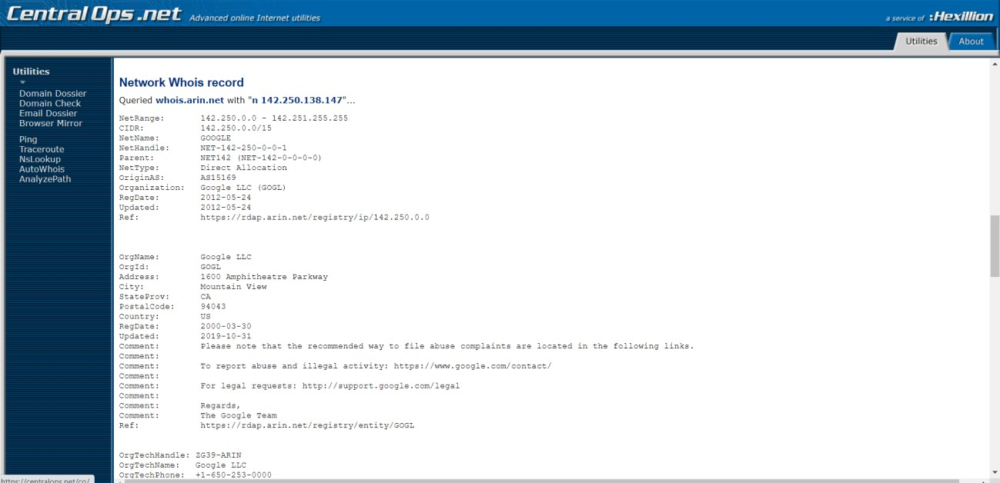 CentralOps.net Advanced online Internet utilities
a service of :Hexillion
Utilities About
Utilities
Domain Dossier
Domain Check
Email Dossier
Browser Mirror
Ping
Traceroute
NsLookup
AutoWhois
AnalyzePath
Network Whois record
Queried whois.arin.net with "n 142.250.138.147"...
NetRange: 142.250.0.0 - 142.251.255.255
CIDR: 142.250.0.0/15
NetName: GOOGLE
NetHandle: NET-142-250-0-0-1
Parent: NET142 (NET-142-0-0-0-0)
NetType: Direct Allocation
OriginAS: AS15169
Organization: Google LLC (GOGL)
RegDate: 2012-05-24
Updated: 2012-05-24
Ref: https://rdap.arin.net/registry/ip/142.250.0.0
OrgName: Google LLC
OrgId: GOGL
Address: 1600 Amphitheatre Parkway
City: Mountain View
StateProv: CA
PostalCode: 94043
Country: US
RegDate: 2000-03-30
Updated: 2019-10-31
Comment: Please note that the recommended way to file abuse complaints are located in the following links.
Comment:
Comment: To report abuse and illegal activity: https://www.google.com/contact/
Comment:
Comment: For legal requests: http://support.google.com/legal
Comment:
Comment: Regards,
Comment: The Google Team
Ref: https://rdap.arin.net/registry/entity/GOGL
OrgTechHandle: ZG39-ARIN
OrgTechName: Google LLC
OrgTechPhone: +1-650-253-0000
https://centralops.net/co/